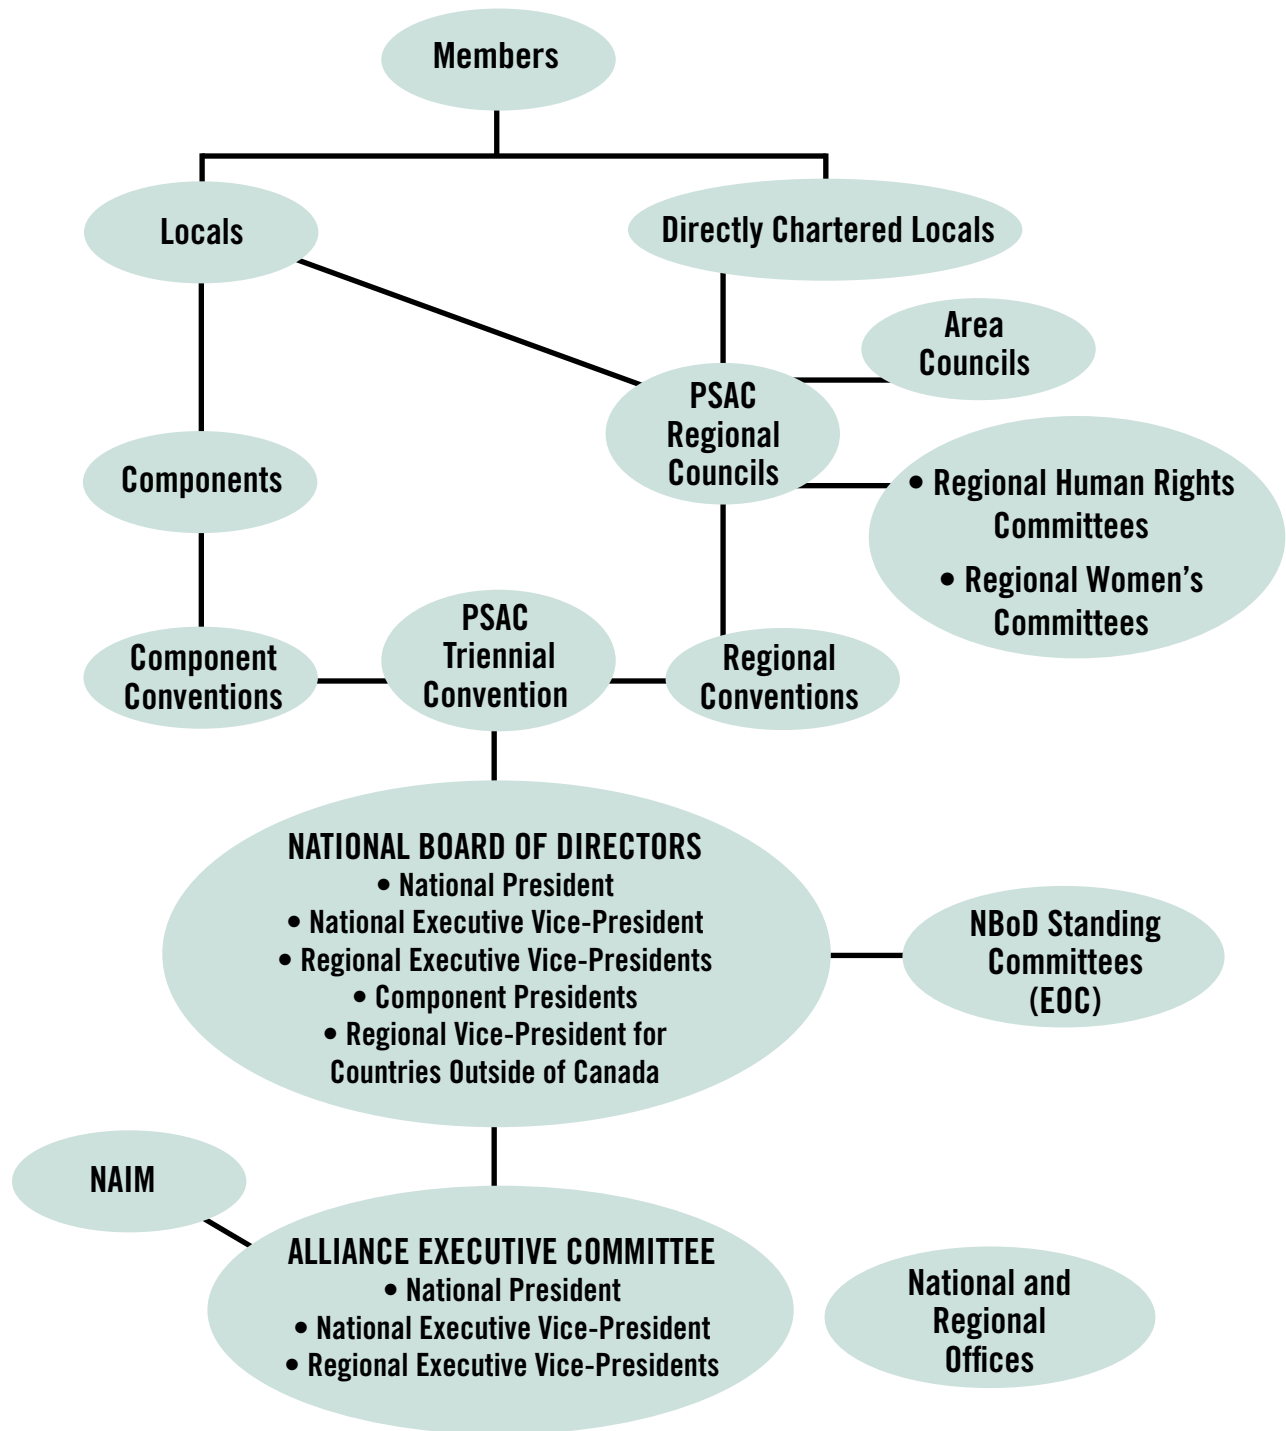 Members
Locals
Directly Chartered Locals
Area
Councils
PSAC
Regional
Councils
• Regional Human Rights
Committees
• Regional Women’s
Committees
Components
Component
Conventions
PSAC
Triennial
Convention
Regional
Conventions
NATIONAL BOARD OF DIRECTORS
• National President
• National Executive Vice-President
• Regional Executive Vice-Presidents
• Component Presidents
• Regional Vice-President for
Countries Outside of Canada
NBoD Standing
Committees
(EOC)
NAIM
ALLIANCE EXECUTIVE COMMITTEE
• National President
• National Executive Vice-President
• Regional Executive Vice-Presidents
National and
Regional
Offices